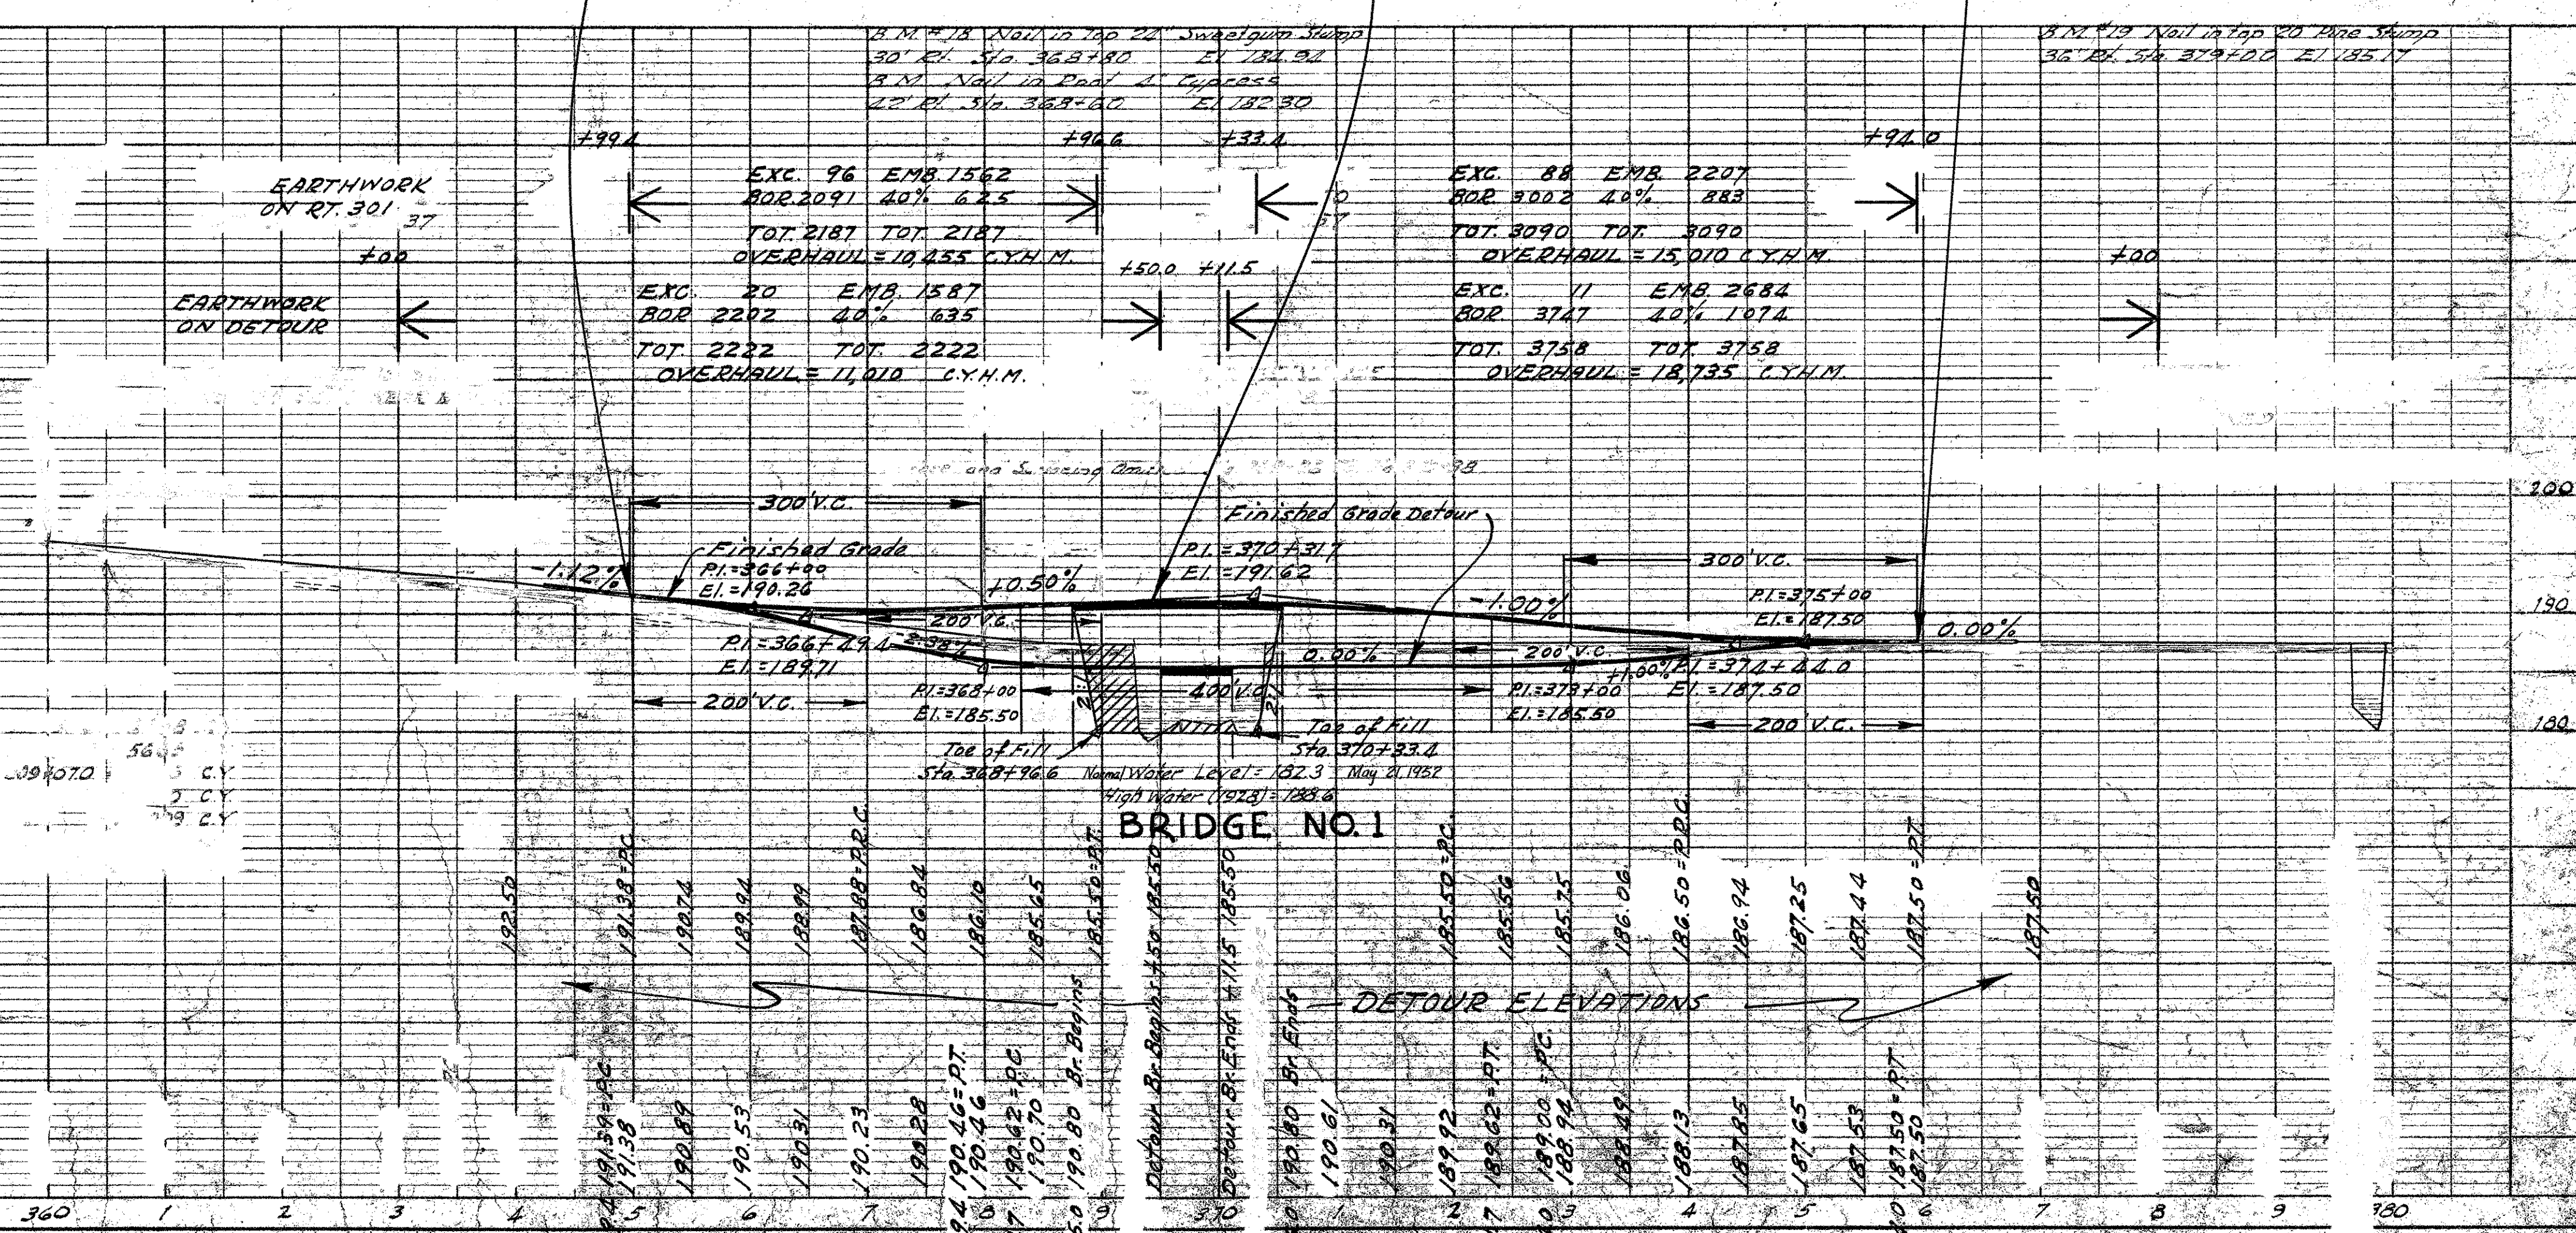 B.M. #18 Nail in Top 24" Sweetgum Stump
30' Rt. Sta. 368+80 El 184.94
B.M. Nail in Root 4" Cypress
42' Rt. Sta. 368+60 El 182.30
B.M. #19 Nail in top 20" Pine Stump
36' Rt. Sta. 379+00 El 185.17
+99.4
+96.6
+33.4
+94.0
EARTHWORK
ON RT. 301
37
EXC. 96 EMB. 1562
BOR. 2091 40% 625
TOT. 2187 TOT. 2187
OVERHAUL = 10,455 C.Y.H.M.
EXC. 88 EMB. 2207
BOR. 3002 40% 883
TOT. 3090 TOT. 3090
OVERHAUL = 15,010 C.Y.H.M.
+00
+50.0 +11.5
+00
EARTHWORK
ON DETOUR
EXC. 20 EMB. 1587
BOR. 2202 40% 635
TOT. 2222 TOT. 2222
OVERHAUL = 11,010 C.Y.H.M.
EXC. 11 EMB. 2684
BOR. 3747 40% 1074
TOT. 3758 TOT. 3758
OVERHAUL = 18,735 C.Y.H.M.
and
200
190
180
300' V.C.
Finished Grade Detour
Finished Grade
P.I. = 366+00
El. = 190.26
-1.12%
+0.50%
P.I. = 370+31.7
El. = 191.62
300' V.C.
-1.00%
P.I. = 375+00
El. = 187.50
0.00%
200' V.C.
P.I. = 366+49.4
El. = 189.71
-2.38%
0.00%
200' V.C.
+1.00%
P.I. = 374+44.0
El. = 187.50
200' V.C.
P.I. = 368+00
El. = 185.50
2:1
400' V.C.
2:1
P.I. = 373+00
El. = 185.50
200' V.C.
Toe of Fill
Sta. 368+96.6
Toe of Fill
Sta. 370+33.4
Normal Water Level = 182.3 May 21, 1952
High Water (1928) = 188.6
BRIDGE NO. 1
C.Y.
C.Y.
C.Y.
192.50
191.38 = P.C.
190.74
189.94
188.99
187.88 = P.R.C.
186.84
186.10
185.65
185.50 = P.T.
Detour Br. Begins +50 185.50
Detour Br. Ends +11.5 185.50
185.50 = P.C.
185.56
185.75
186.06
186.50 = P.R.C.
186.94
187.25
187.44
187.50 = P.T.
187.50
DETOUR ELEVATIONS
191.39 = P.C.
191.38
190.89
190.53
190.31
190.23
190.28
190.46 = P.T.
190.46
190.62 = P.C.
190.70
190.80 Br. Begins
190.80 Br. Ends
190.61
190.31
189.92
189.62 = P.T.
189.00 = P.C.
188.94
188.49
188.13
187.85
187.65
187.53
187.50 = P.T.
187.50
360 1 2 3 4 5 6 7 8 9 370 1 2 3 4 5 6 7 8 9 380